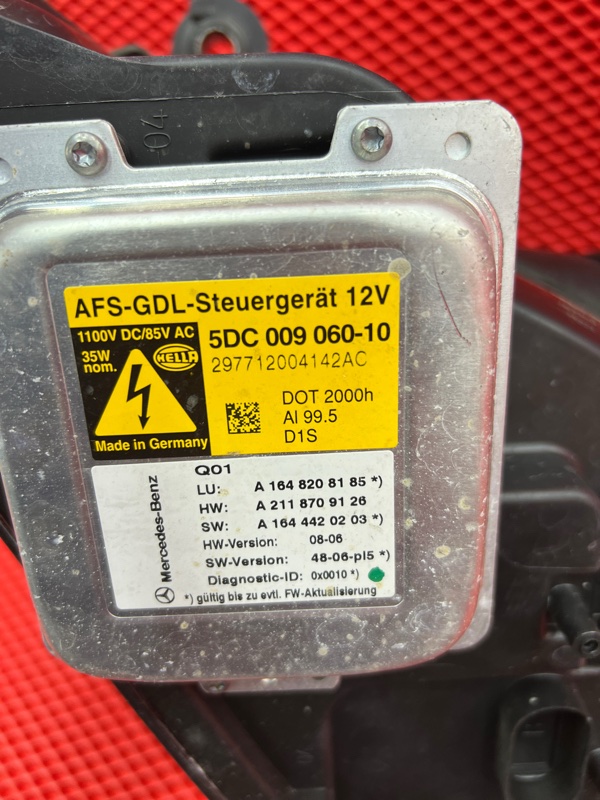 04
AFS-GDL-Steuergerät 12V
1100V DC/85V AC
35W
nom.
HELLA
5DC 009 060-10
297712004142AC
DOT 2000h
Al 99.5
D1S
Made in Germany
Mercedes-Benz
Q01
LU: A 164 820 81 85 *)
HW: A 211 870 91 26
SW: A 164 442 02 03 *)
HW-Version: 08-06
SW-Version: 48-06-pl5 *)
Diagnostic-ID: 0x0010 *)
*) gültig bis zu evtl. FW-Aktualisierung